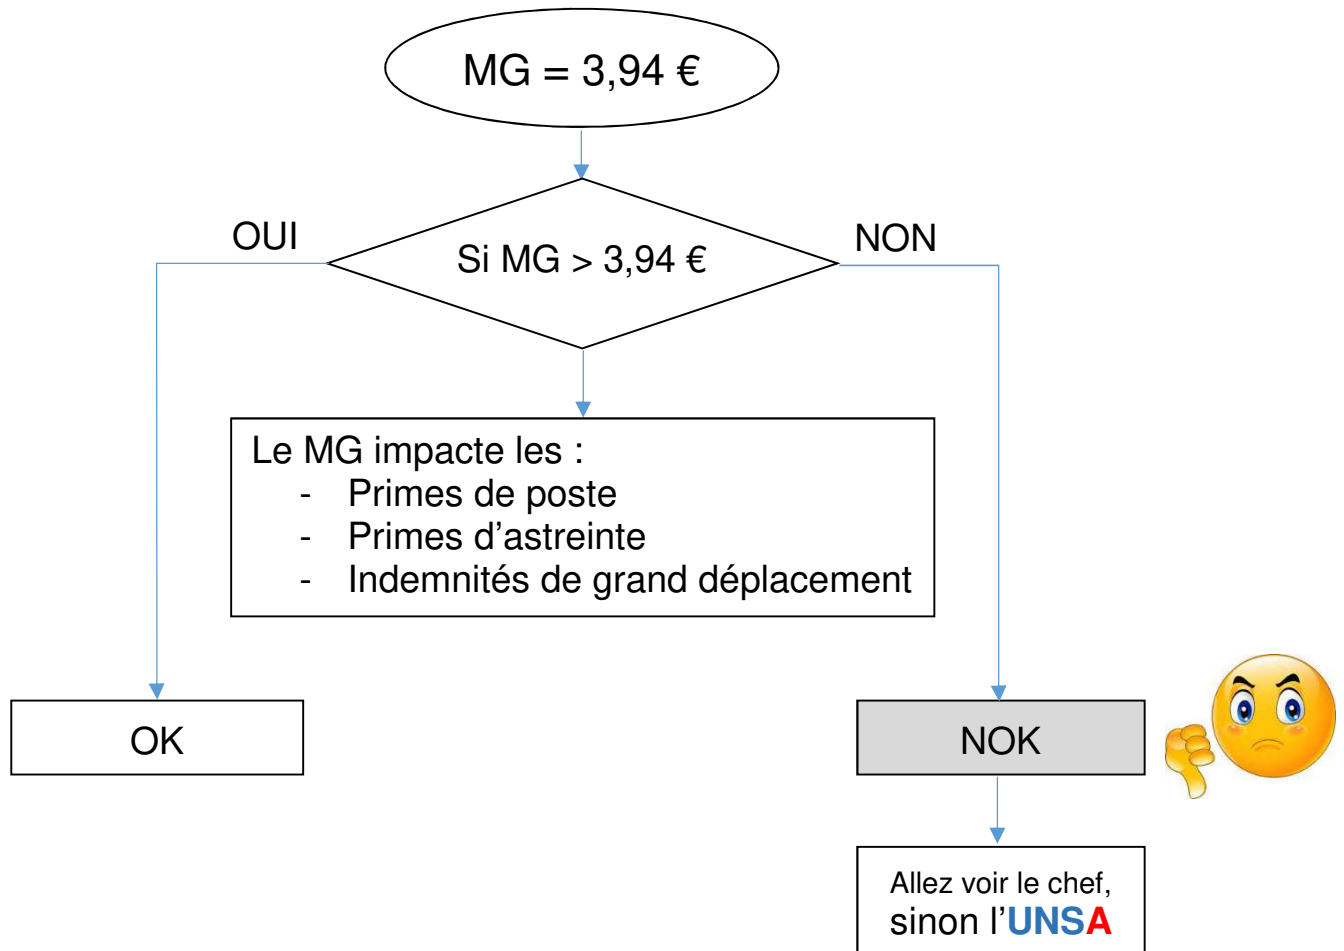 MG = 3,94 €
OUI
Si MG > 3,94 €
NON
Le MG impacte les :
- Primes de poste
- Primes d'astreinte
- Indemnités de grand déplacement
OK
NOK
Allez voir le chef,
sinon l'UNSA